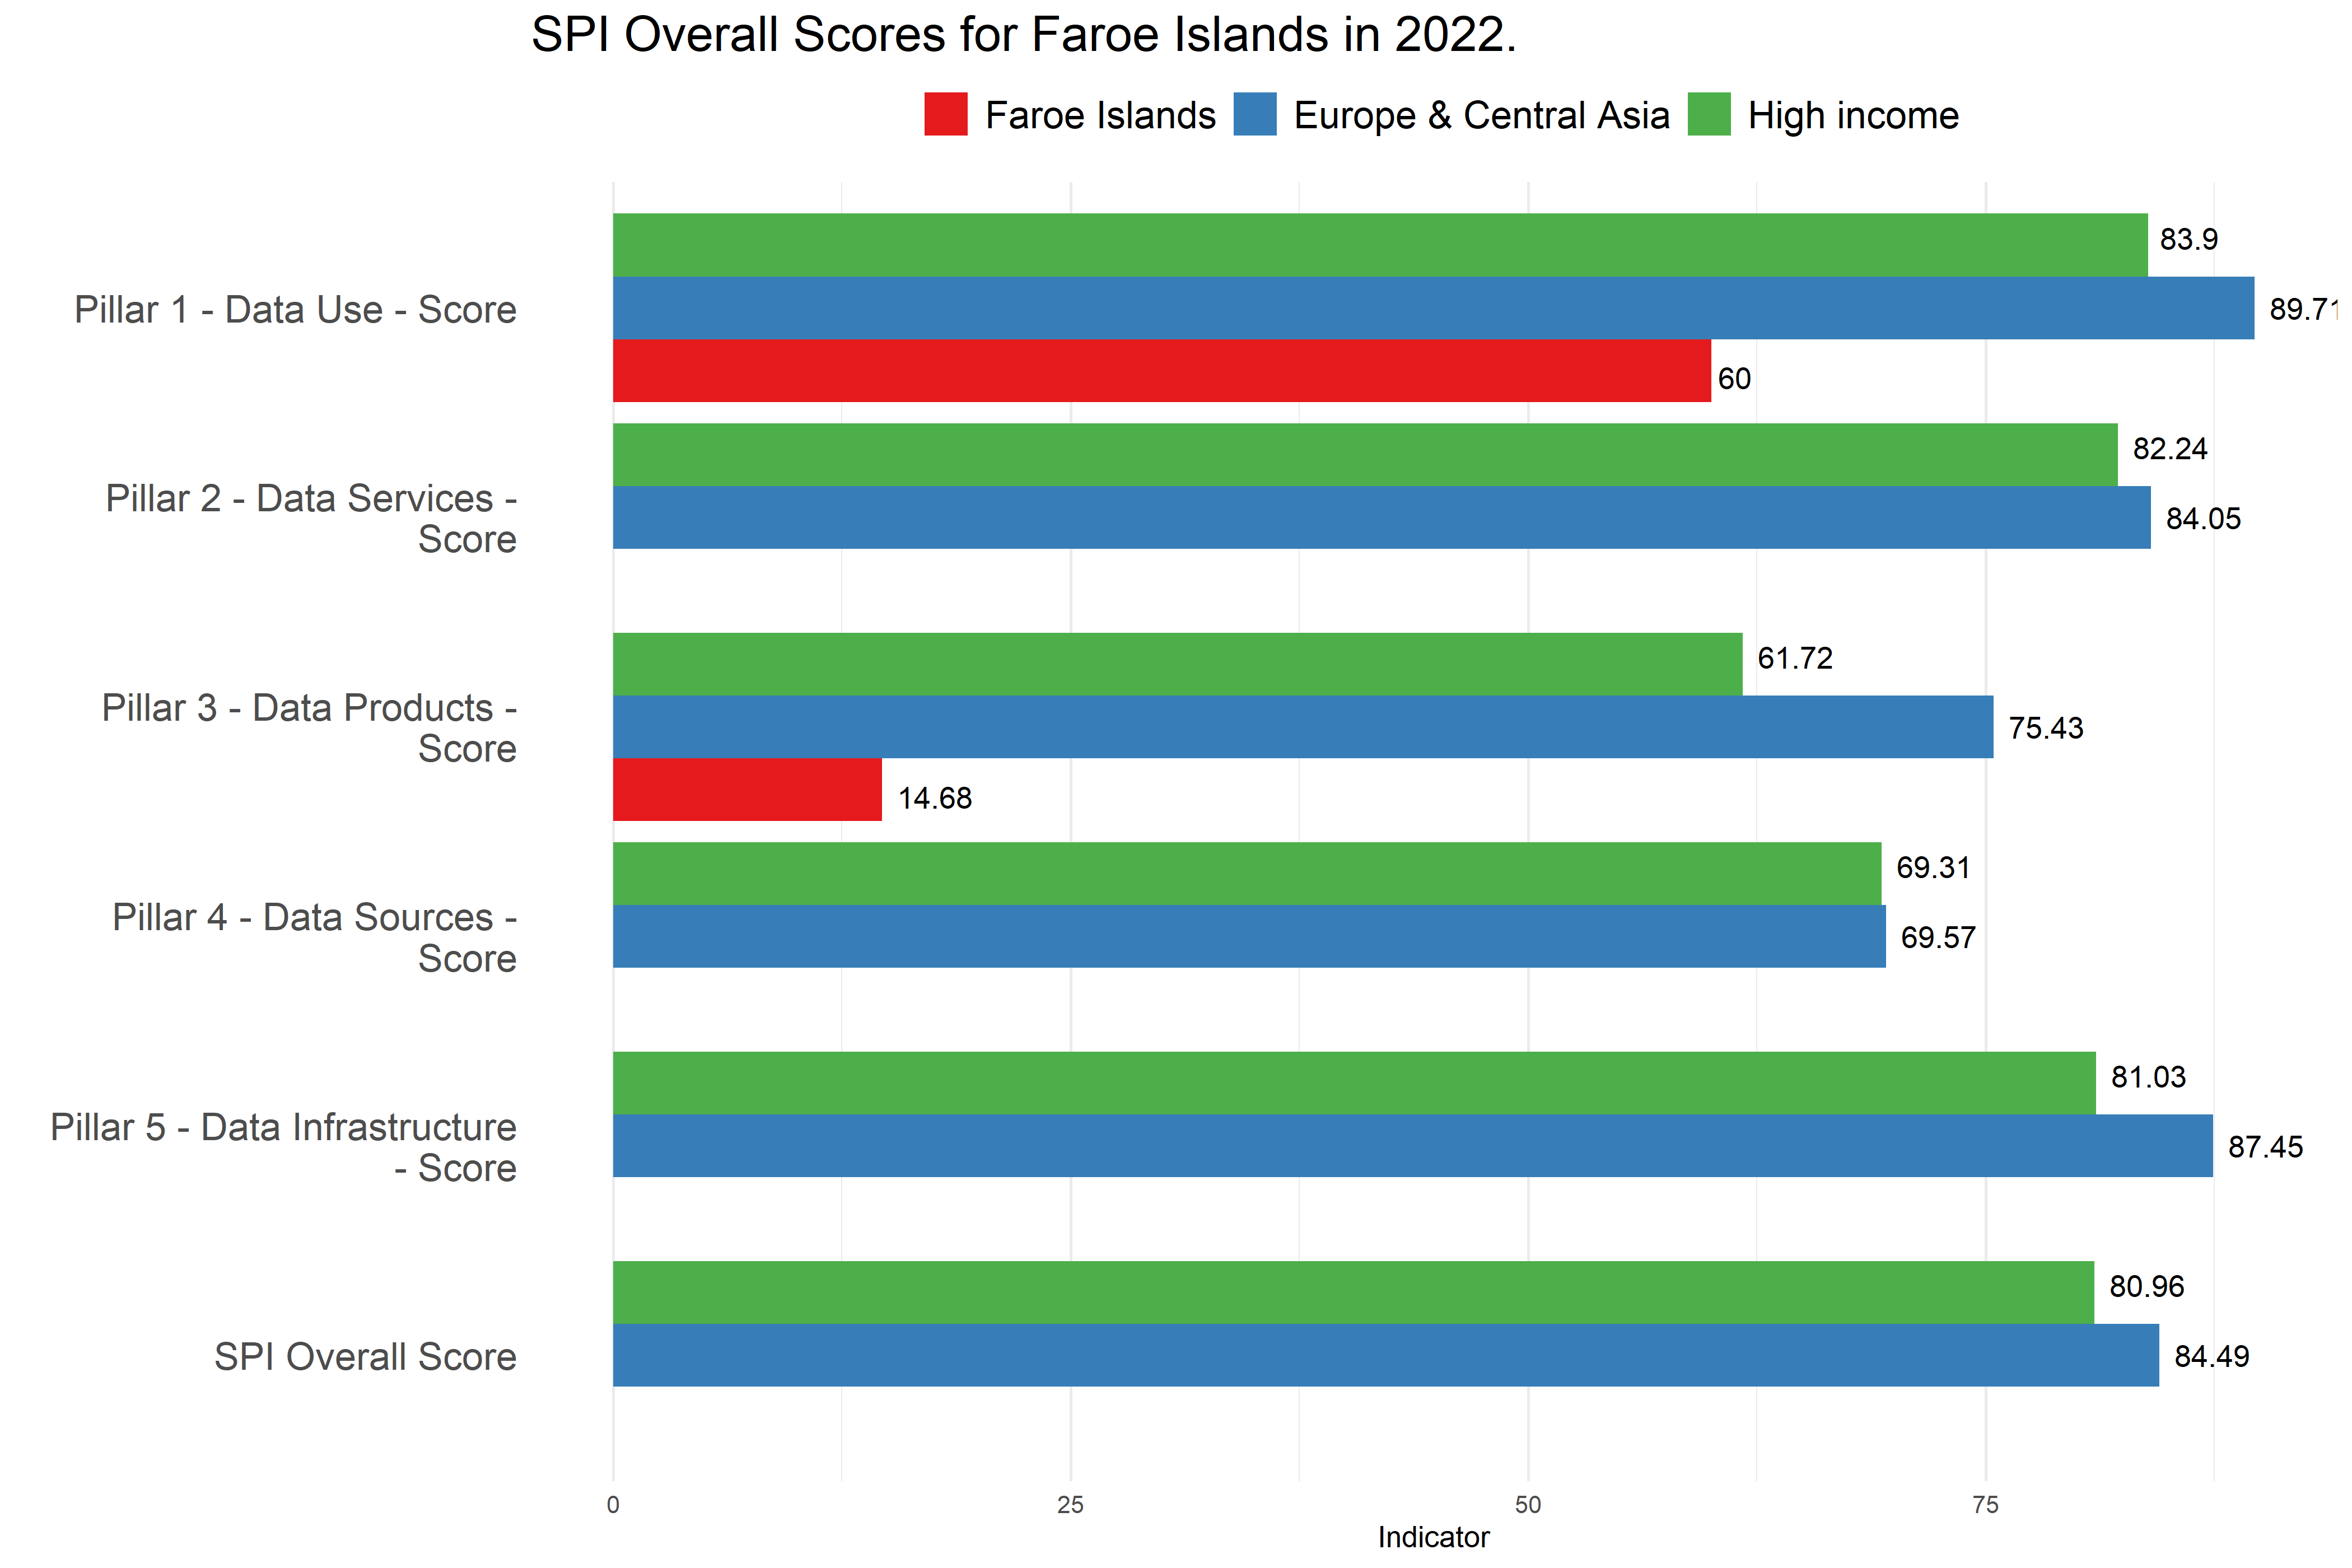 SPI Overall Scores for Faroe Islands in 2022.
Faroe Islands Europe & Central Asia High income
Pillar 1 - Data Use - Score
83.9
89.71
60
Pillar 2 - Data Services -
Score
82.24
84.05
Pillar 3 - Data Products -
Score
61.72
75.43
14.68
Pillar 4 - Data Sources -
Score
69.31
69.57
Pillar 5 - Data Infrastructure
- Score
81.03
87.45
SPI Overall Score
80.96
84.49
0 25 50 75
Indicator